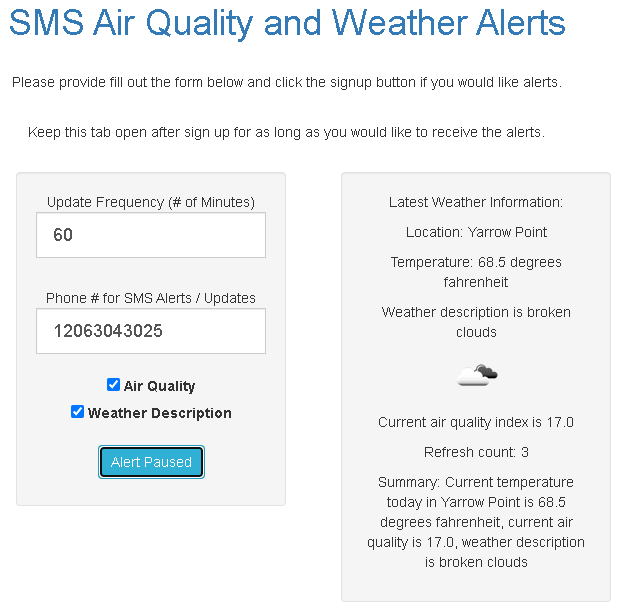 SMS Air Quality and Weather Alerts
Please provide fill out the form below and click the signup button if you would like alerts.
Keep this tab open after sign up for as long as you would like to receive the alerts.
Update Frequency (# of Minutes)
60
Phone # for SMS Alerts / Updates
12063043025
Air Quality
Weather Description
Alert Paused
Latest Weather Information:
Location: Yarrow Point
Temperature: 68.5 degrees
fahrenheit
Weather description is broken
clouds
Current air quality index is 17.0
Refresh count: 3
Summary: Current temperature
today in Yarrow Point is 68.5
degrees fahrenheit, current air
quality is 17.0, weather description
is broken clouds